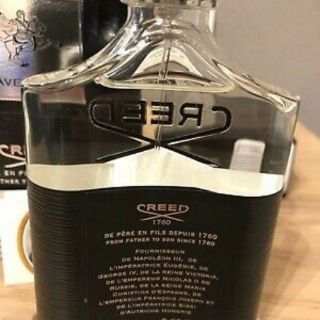 AVE
CREED
CREED
1760
DE PÈRE EN FILS DEPUIS 1760
FROM FATHER TO SON SINCE 1760
FOURNISSEUR
DE NAPOLÉON III, DE
L'IMPÉRATRICE EUGÉNIE, DE
GEORGE IV, DE LA REINE VICTORIA,
DE L'EMPEREUR NICOLAS II DE
RUSSIE, DE LA REINE MARIA
CHRISTINA D'ESPAGNE, DE
L'EMPEREUR FRANÇOIS JOSEPH ET
DE L'IMPÉRATRICE SISSI
D'AUTRICHE HONGRIE